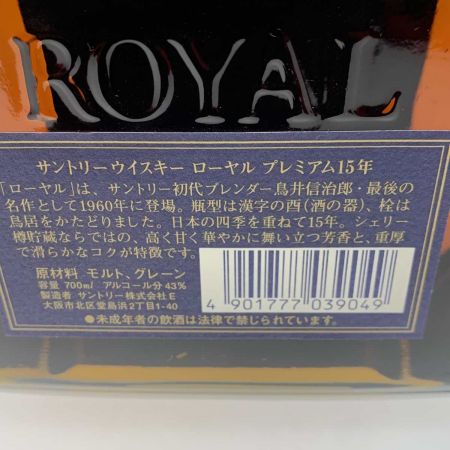 ROYAL
サントリーウイスキー ローヤル プレミアム15年
「ローヤル」は、サントリー初代ブレンダー鳥井信治郎・最後の
名作として1960年に登場。瓶型は漢字の酉(酒の器)、栓は
鳥居をかたどりました。日本の四季を重ねて15年。シェリー
樽貯蔵ならではの、高く甘く華やかに舞い立つ芳香と、重厚
で滑らかなコクが特徴です。
原材料 モルト、グレーン
容量 700ml アルコール分 43%
製造者 サントリー株式会社E
大阪市北区堂島浜2丁目1-40
4 901777 039049
●未成年者の飲酒は法律で禁じられています。